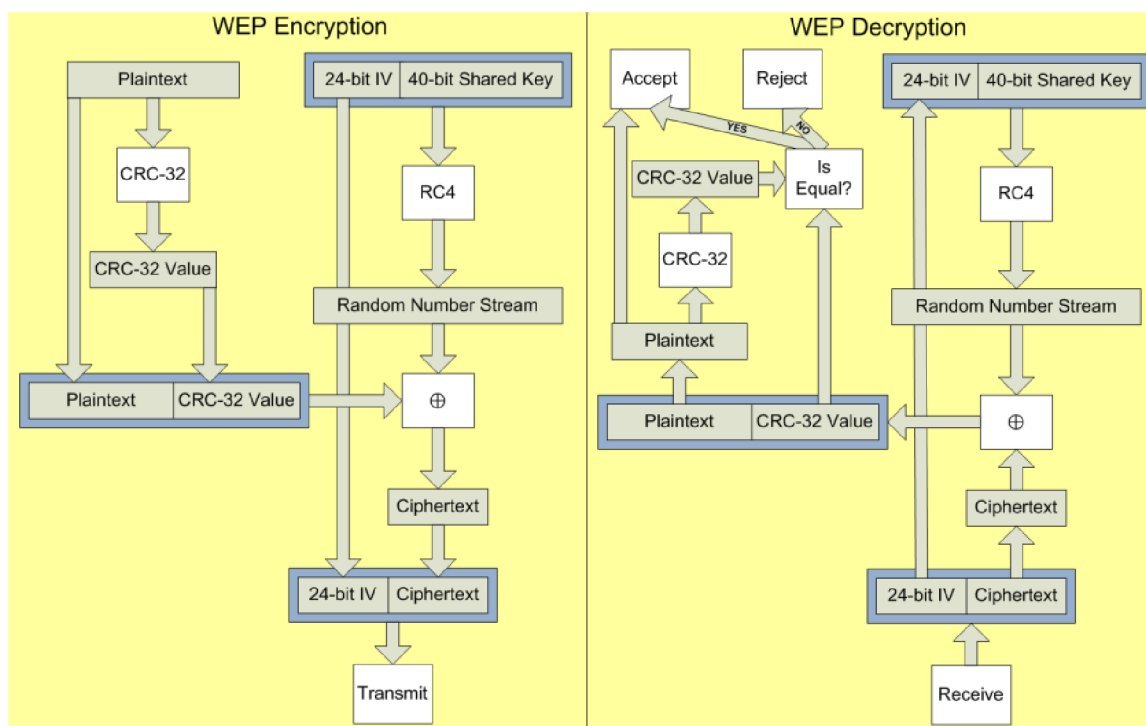 WEP Encryption
Plaintext
24-bit IV
40-bit Shared Key
CRC-32
RC4
CRC-32 Value
Random Number Stream
Plaintext
CRC-32 Value
⊕
Ciphertext
24-bit IV
Ciphertext
Transmit
WEP Decryption
Accept
Reject
24-bit IV
40-bit Shared Key
YES
NO
CRC-32 Value
Is
Equal?
RC4
CRC-32
Random Number Stream
Plaintext
Plaintext
CRC-32 Value
⊕
Ciphertext
24-bit IV
Ciphertext
Receive